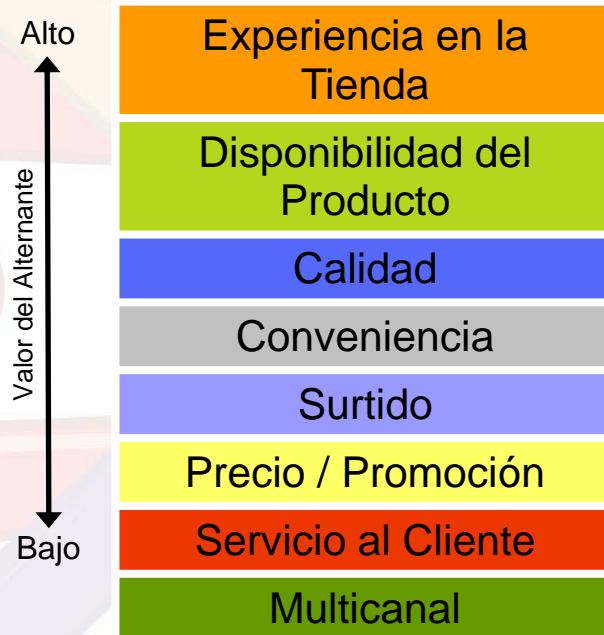 Alto
Experiencia en la
Tienda
Disponibilidad del
Producto
Valor del Alternante
Calidad
Conveniencia
Surtido
Precio / Promoción
Servicio al Cliente
Bajo
Multicanal